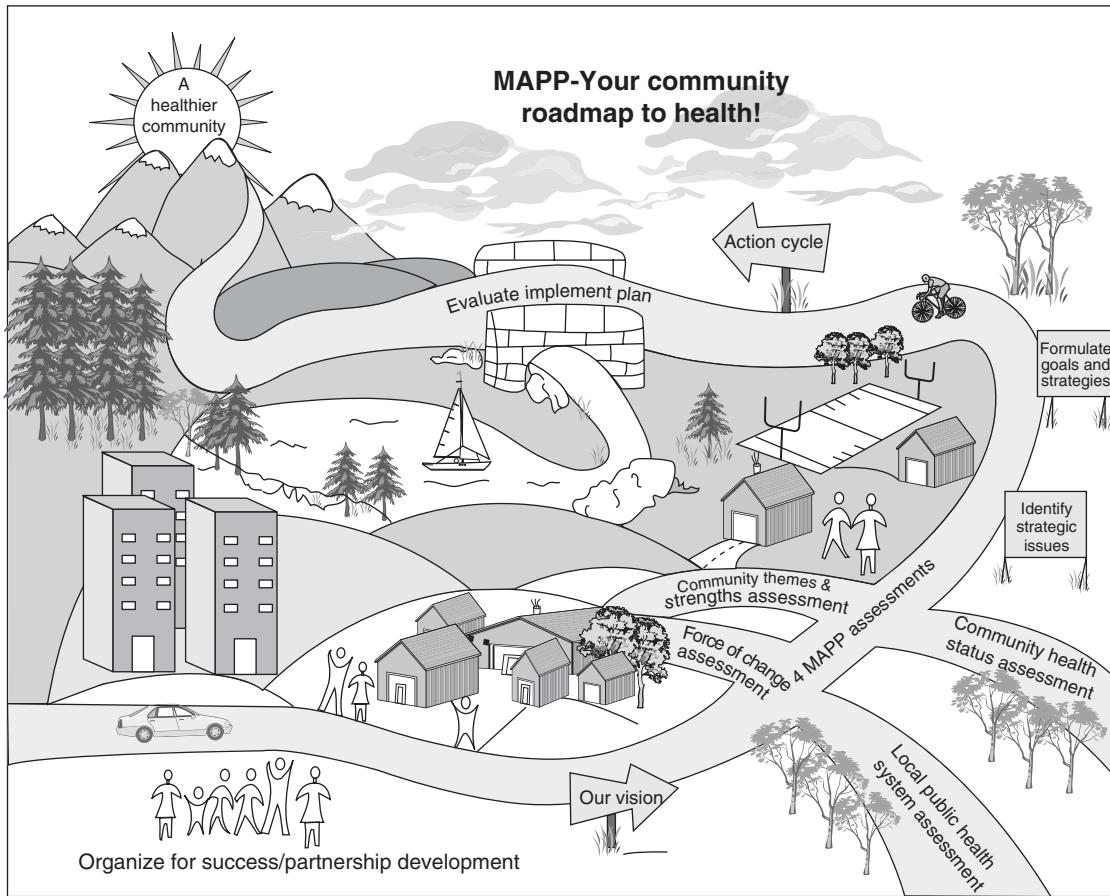 MAPP-Your community
roadmap to health!
A
healthier
community
Action cycle
Evaluate implement plan
Formulate
goals and
strategies
Identify
strategic
issues
Community themes &
strengths assessment
4 MAPP assessments
Force of change
assessment
Community health
status assessment
Local public health
system assessment
Our vision
Organize for success/partnership development